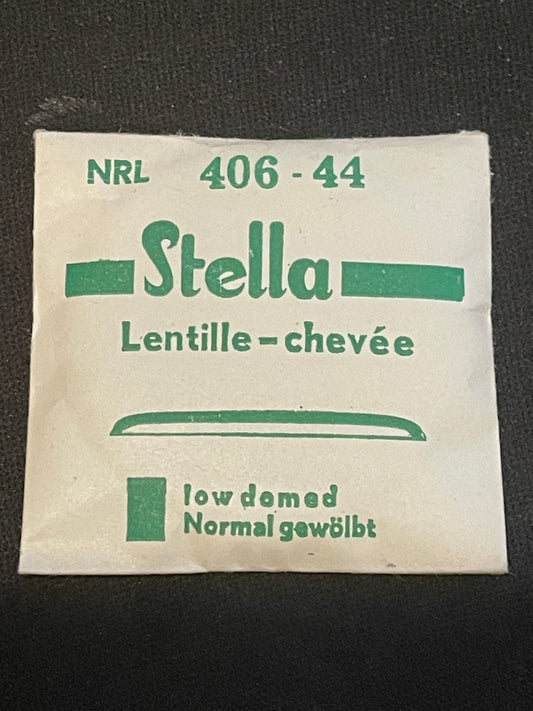 NRL 406 - 44
Stella
Lentille-chevée
low domed
Normal gewölbt